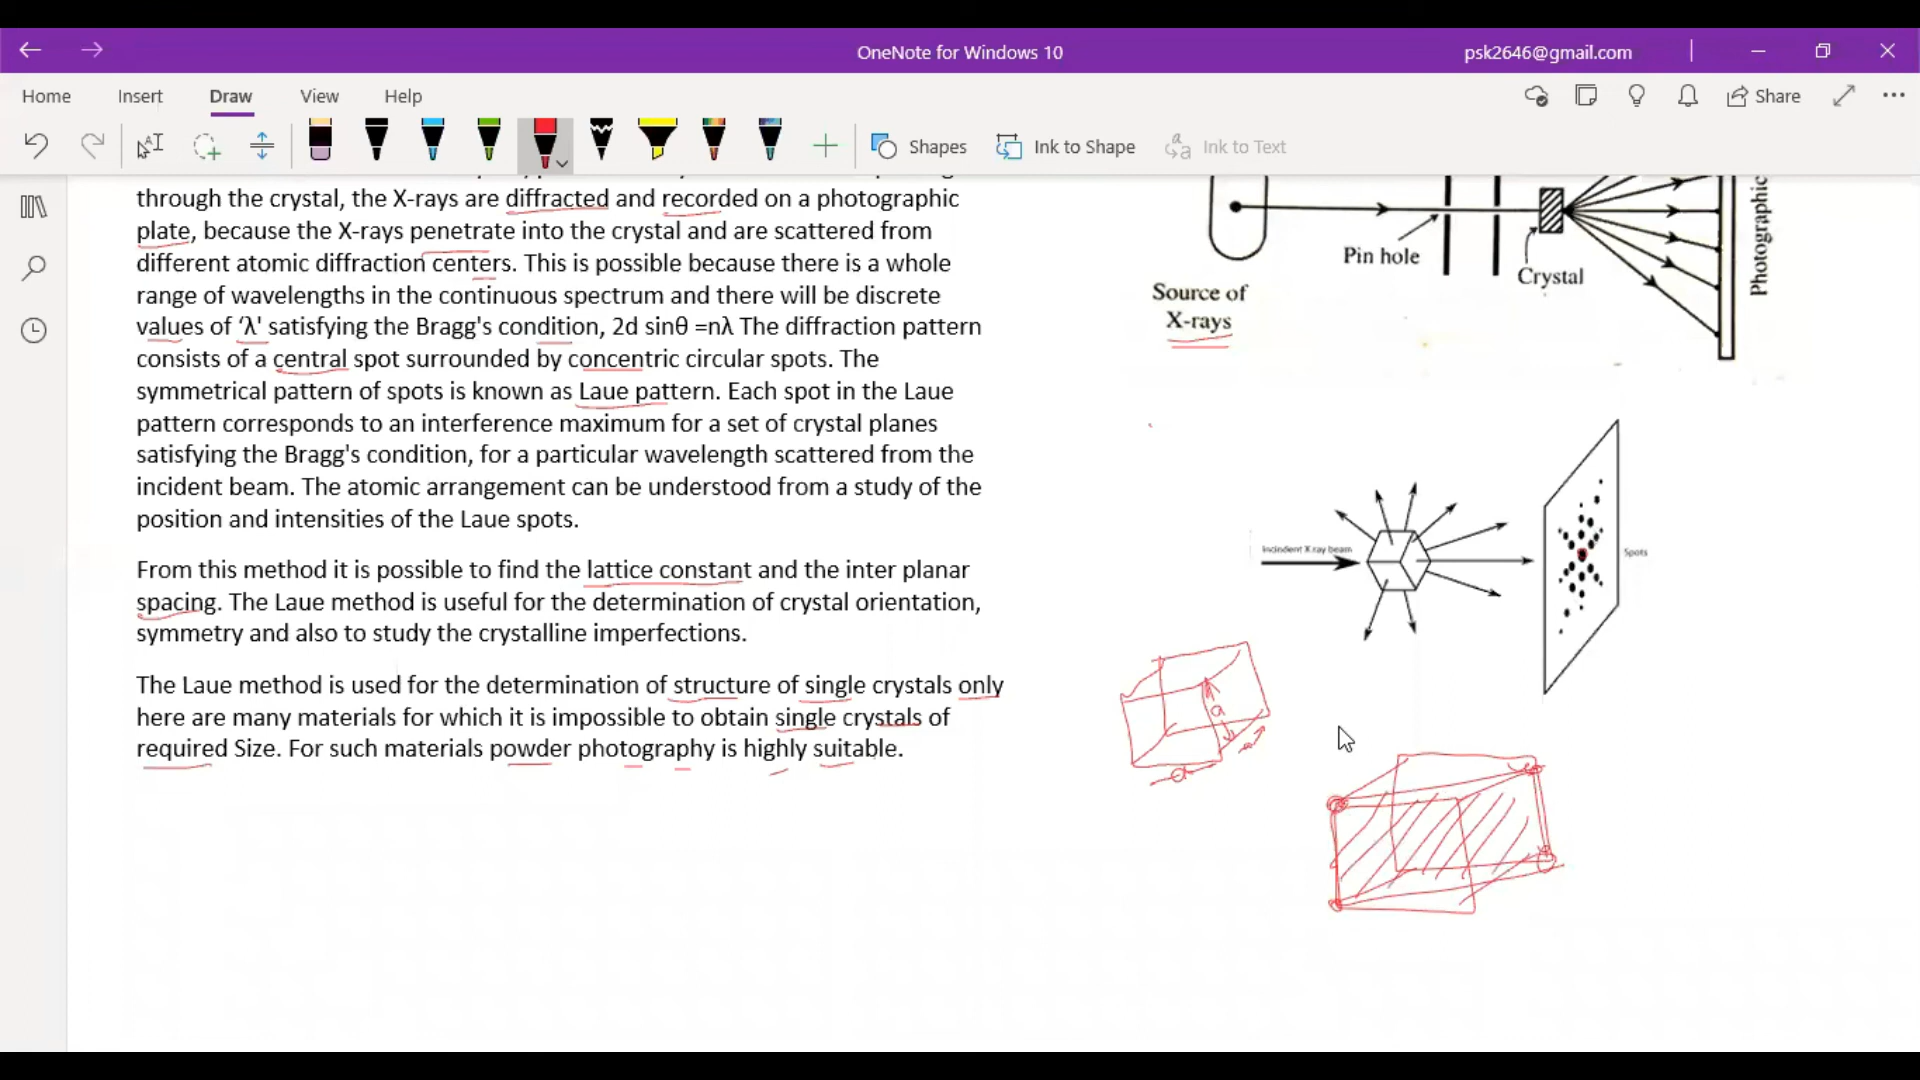 OneNote for Windows 10
psk2646@gmail.com
Home Insert Draw View Help
Share
Shapes Ink to Shape Ink to Text
through the crystal, the X-rays are diffracted and recorded on a photographic
plate, because the X-rays penetrate into the crystal and are scattered from
different atomic diffraction centers. This is possible because there is a whole
range of wavelengths in the continuous spectrum and there will be discrete
values of ‘λ' satisfying the Bragg's condition, 2d sinθ =nλ The diffraction pattern
consists of a central spot surrounded by concentric circular spots. The
symmetrical pattern of spots is known as Laue pattern. Each spot in the Laue
pattern corresponds to an interference maximum for a set of crystal planes
satisfying the Bragg's condition, for a particular wavelength scattered from the
incident beam. The atomic arrangement can be understood from a study of the
position and intensities of the Laue spots.
From this method it is possible to find the lattice constant and the inter planar
spacing. The Laue method is useful for the determination of crystal orientation,
symmetry and also to study the crystalline imperfections.
The Laue method is used for the determination of structure of single crystals only
here are many materials for which it is impossible to obtain single crystals of
required Size. For such materials powder photography is highly suitable.
Pin hole
Crystal
Photographic
Source of
X-rays
Incindent X ray beam
Spots
a
a
a